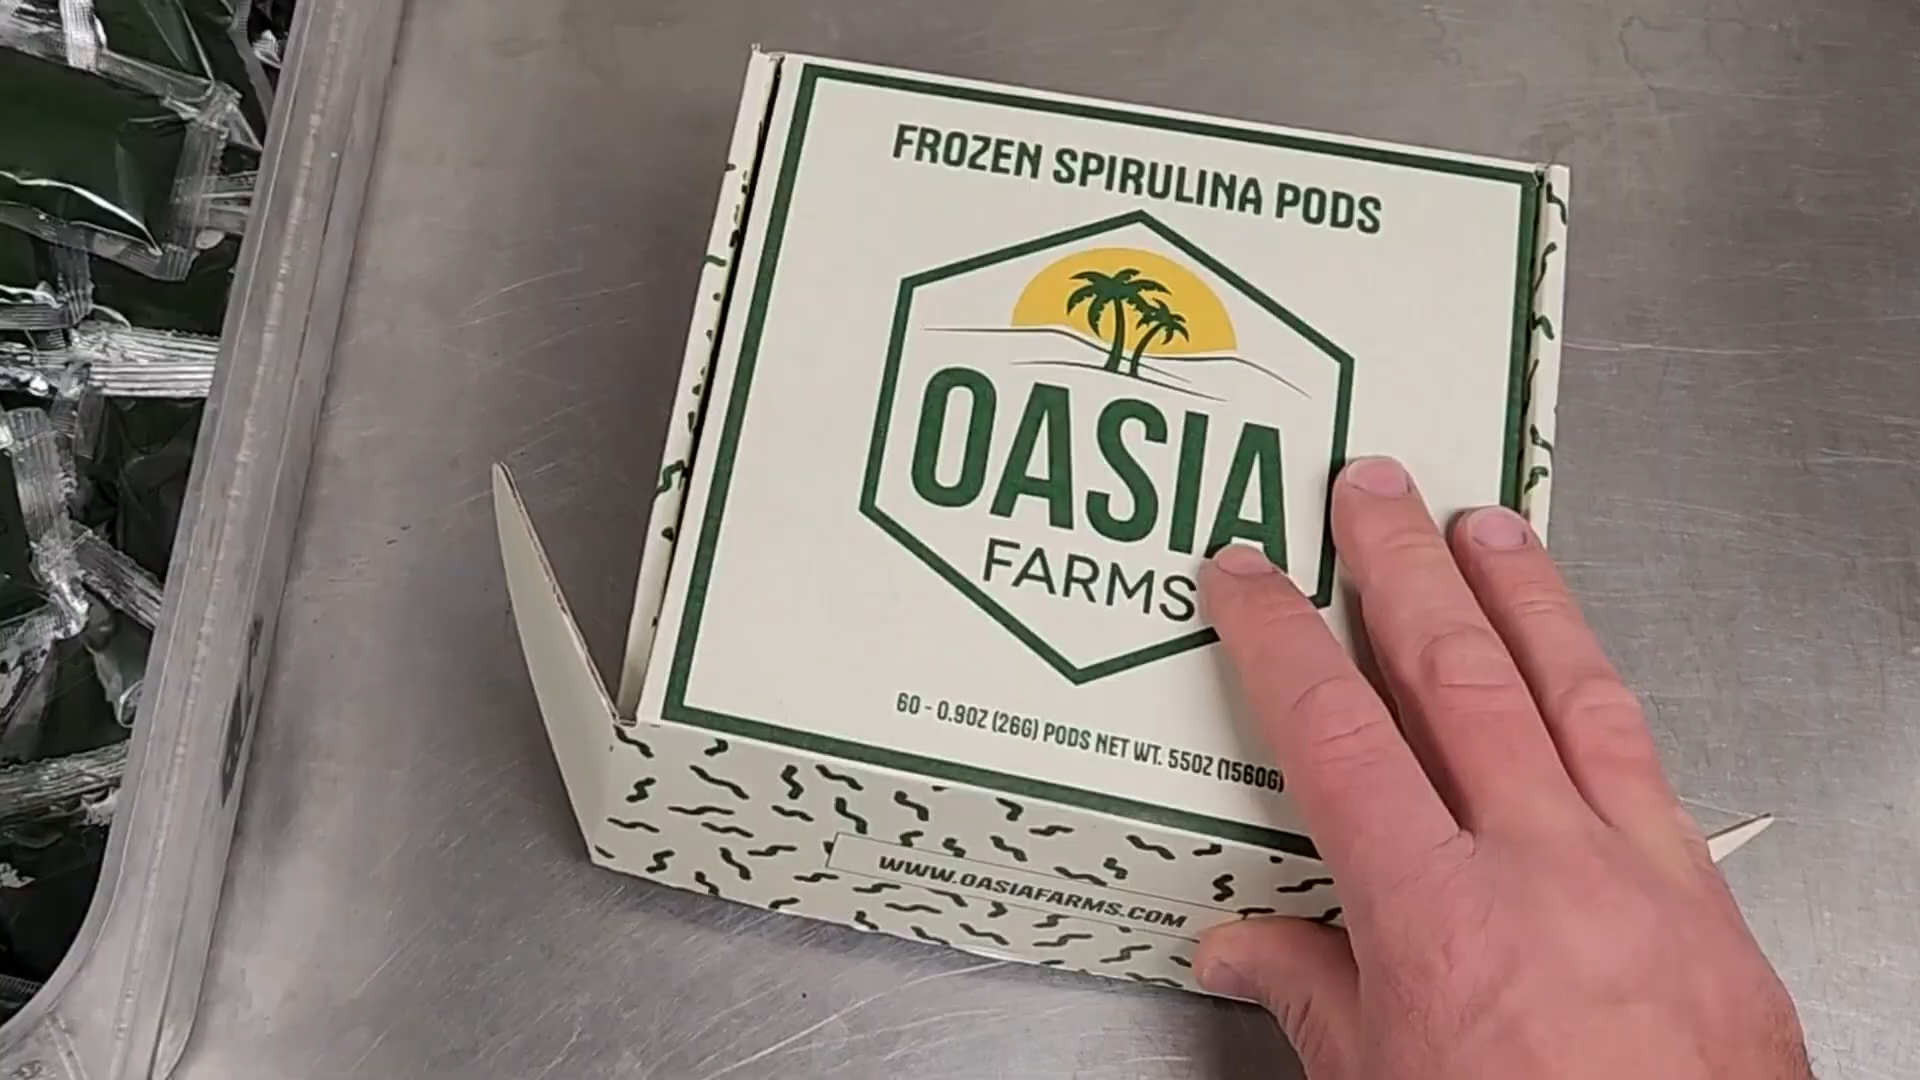 FROZEN SPIRULINA PODS
OASIA
FARMS
60 - 0.9OZ (26G) PODS NET WT. 55OZ (1560G)
WWW.OASIAFARMS.COM